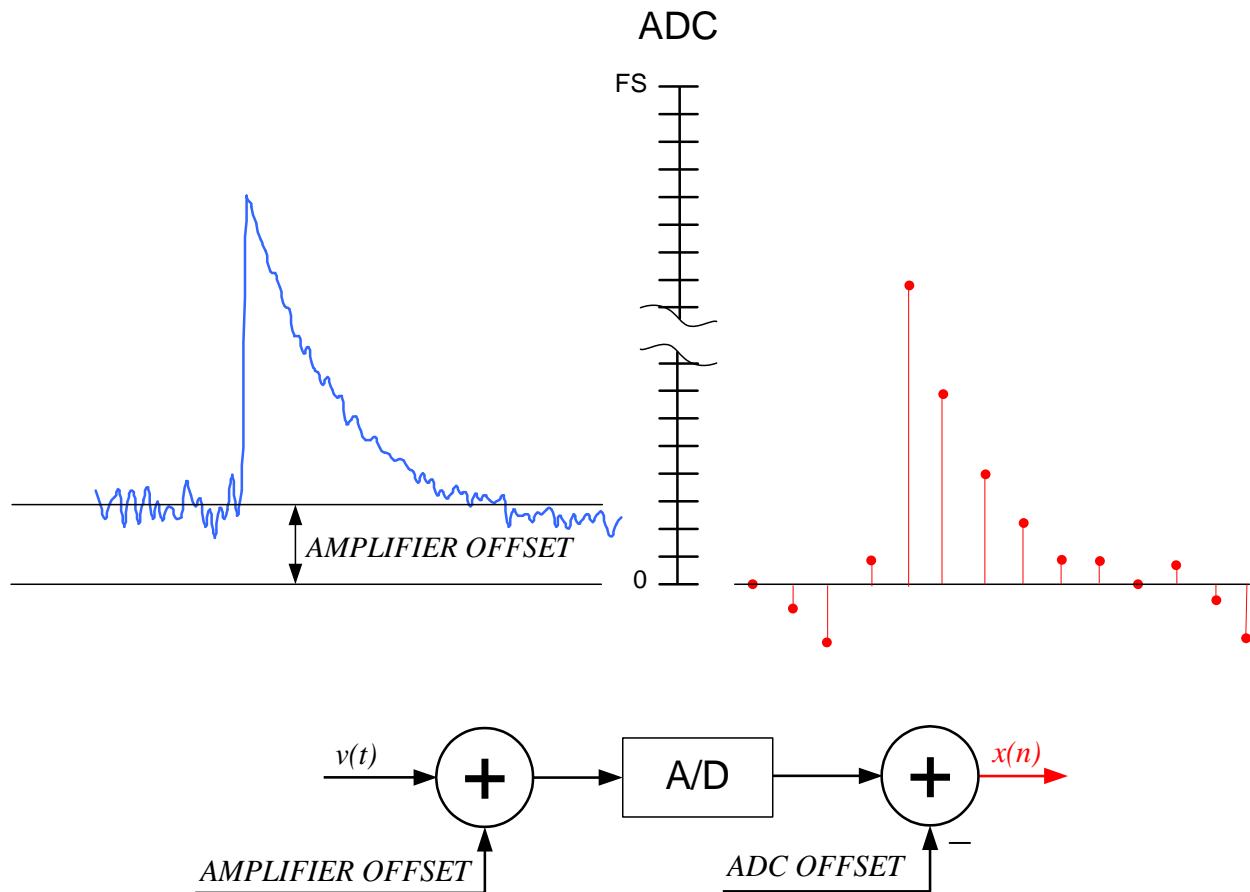 ADC
FS
AMPLIFIER OFFSET
0
v(t)
A/D
x(n)
AMPLIFIER OFFSET
ADC OFFSET